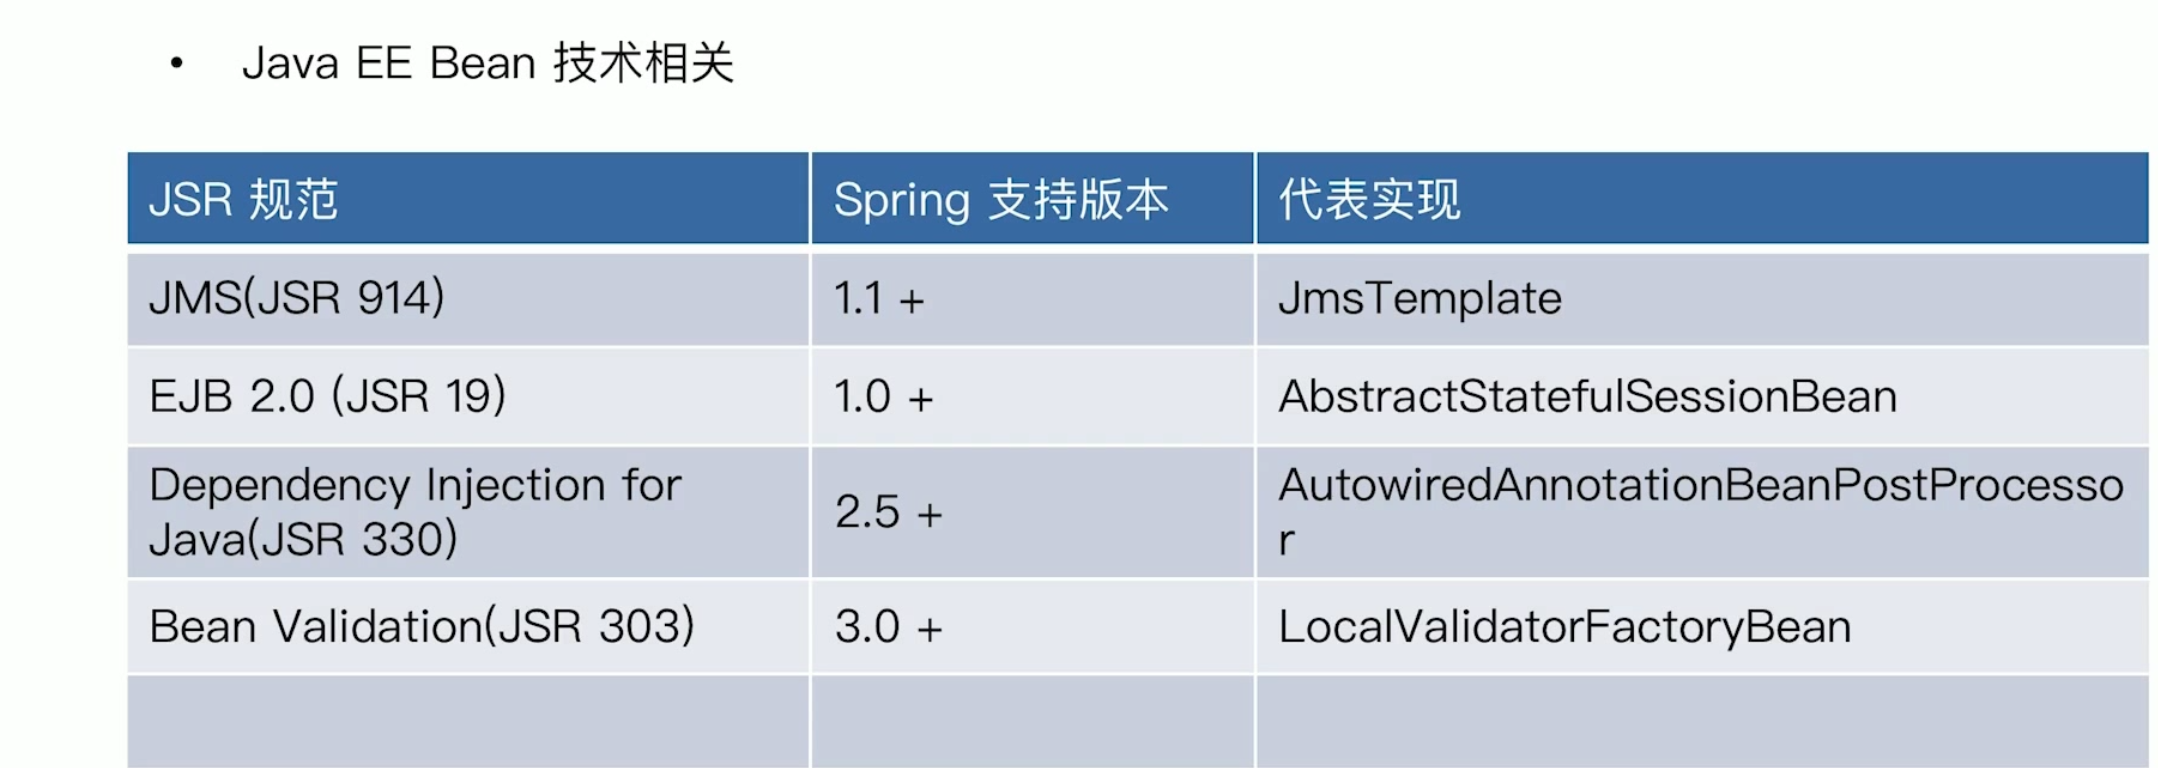 • Java EE Bean 技术相关
JSR 规范 Spring 支持版本 代表实现
JMS(JSR 914) 1.1 + JmsTemplate
EJB 2.0 (JSR 19) 1.0 + AbstractStatefulSessionBean
Dependency Injection for
Java(JSR 330)
2.5 +
AutowiredAnnotationBeanPostProcesso
r
Bean Validation(JSR 303) 3.0 + LocalValidatorFactoryBean